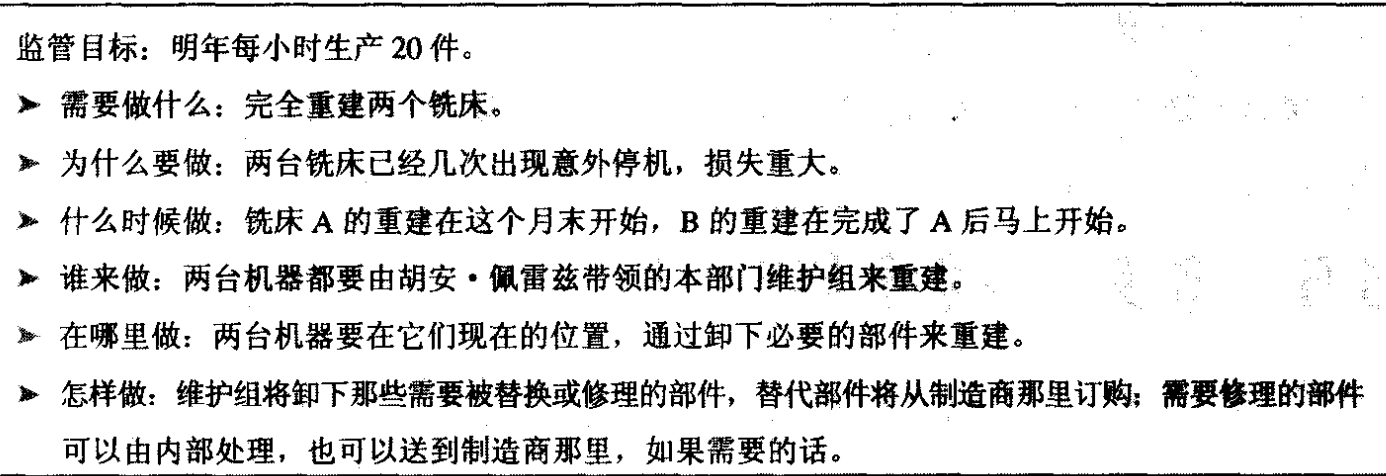 监管目标：明年每小时生产 20 件。
➤ 需要做什么：完全重建两个铣床。
➤ 为什么要做：两台铣床已经几次出现意外停机，损失重大。
➤ 什么时候做：铣床 A 的重建在这个月末开始，B 的重建在完成了 A 后马上开始。
➤ 谁来做：两台机器都要由胡安·佩雷兹带领的本部门维护组来重建。
➤ 在哪里做：两台机器要在它们现在的位置，通过卸下必要的部件来重建。
➤ 怎样做：维护组将卸下那些需要被替换或修理的部件，替代部件将从制造商那里订购；需要修理的部件
可以由内部处理，也可以送到制造商那里，如果需要的话。